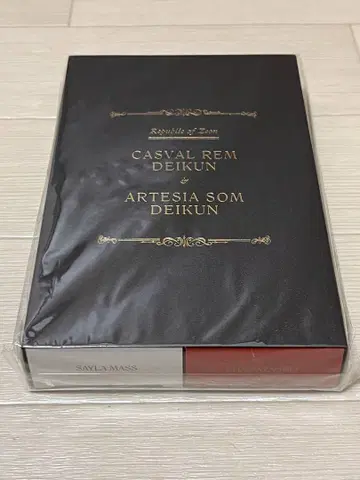 Republic of Zeon
CASVAL REM
DEIKUN
&
ARTESIA SOM
DEIKUN
SAYLA MASS